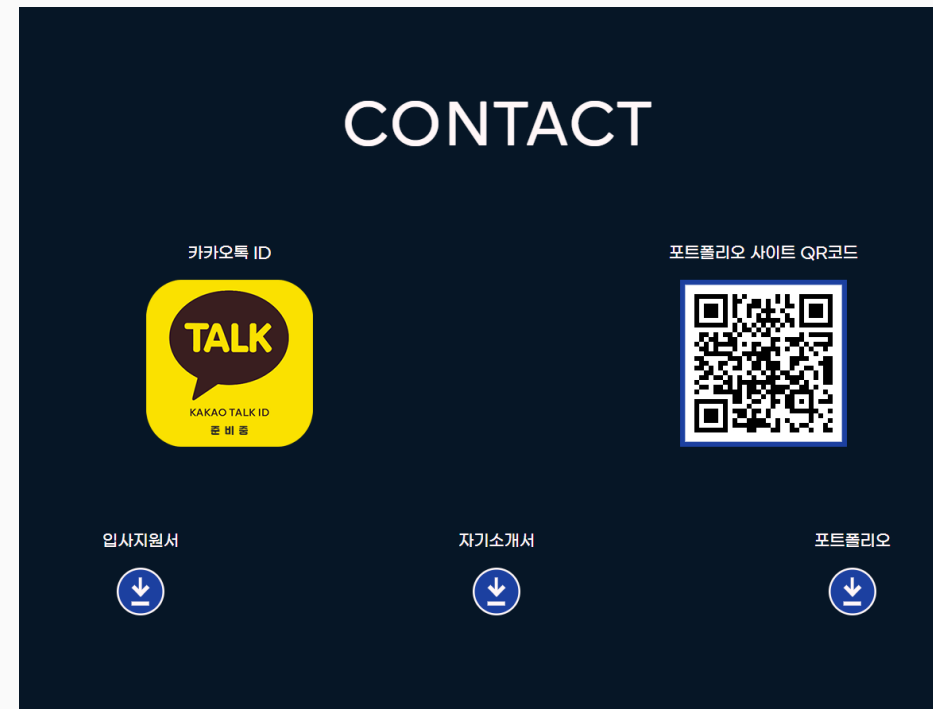 CONTACT
카카오톡 ID
포트폴리오 사이트 QR코드
TALK
KAKAO TALK ID
준비중
입사지원서
자기소개서
포트폴리오